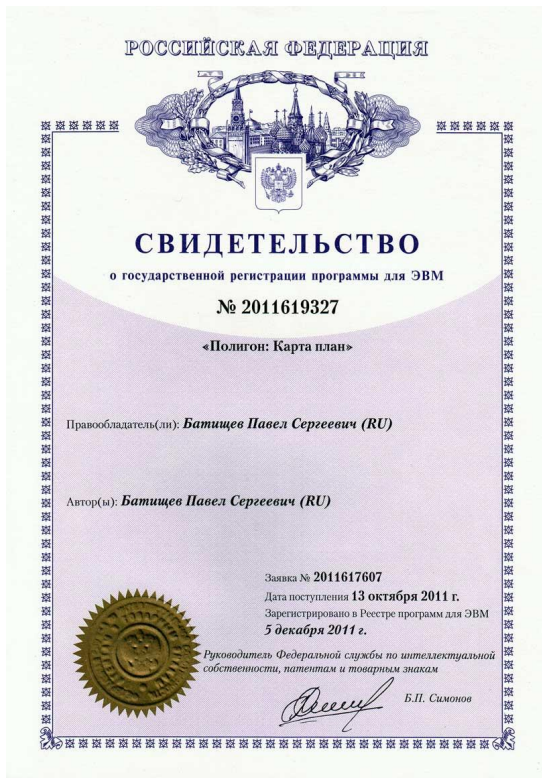 РОССИЙСКАЯ ФЕДЕРАЦИЯ
СВИДЕТЕЛЬСТВО
о государственной регистрации программы для ЭВМ
№ 2011619327
«Полигон: Карта план»
Правообладатель(ли): Батищев Павел Сергеевич (RU)
Автор(ы): Батищев Павел Сергеевич (RU)
Заявка № 2011617607
Дата поступления 13 октября 2011 г.
Зарегистрировано в Реестре программ для ЭВМ
5 декабря 2011 г.
Руководитель Федеральной службы по интеллектуальной
собственности, патентам и товарным знакам
Б.П. Симонов